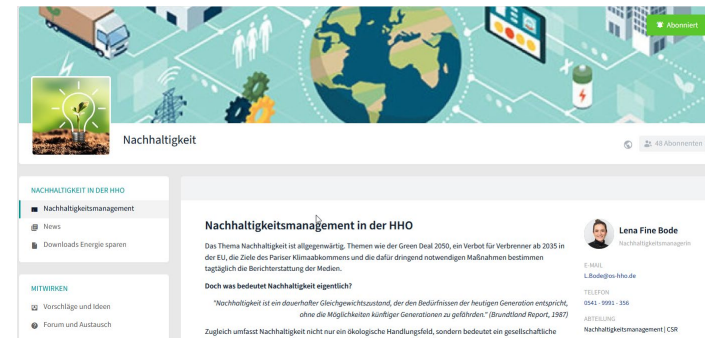 Abonniert
Nachhaltigkeit
48 Abonnenten
NACHHALTIGKEIT IN DER HHO
Nachhaltigkeitsmanagement
News
Downloads Energie sparen
MITWIRKEN
Vorschläge und Ideen
Forum und Austausch
Nachhaltigkeitsmanagement in der HHO
Das Thema Nachhaltigkeit ist allgegenwärtig. Themen wie der Green Deal 2050, ein Verbot für Verbrenner ab 2035 in
der EU, die Ziele des Pariser Klimaabkommens und die dafür dringend notwendigen Maßnahmen bestimmen
tagtäglich die Berichterstattung der Medien.
Doch was bedeutet Nachhaltigkeit eigentlich?
"Nachhaltigkeit ist ein dauerhafter Gleichgewichtszustand, der den Bedürfnissen der heutigen Generation entspricht,
ohne die Möglichkeiten künftiger Generationen zu gefährden." (Brundtland Report, 1987)
Zugleich umfasst Nachhaltigkeit nicht nur ein ökologische Handlungsfeld, sondern bedeutet ein gesellschaftliche
Lena Fine Bode
Nachhaltigkeitsmanagerin
E-MAIL
L.Bode@os-hho.de
TELEFON
0541 - 9991 - 356
ABTEILUNG
Nachhaltigkeitsmanagement | CSR